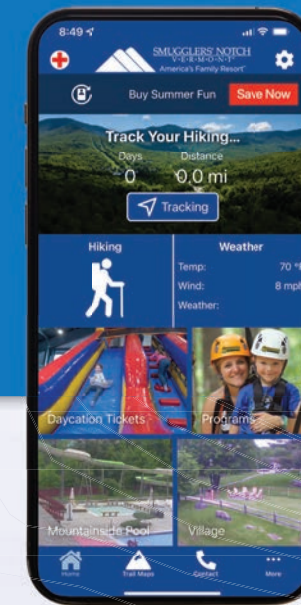 8:49
SMUGGLERS' NOTCH
V•E•R•M•O•N•T®
America's Family Resort®
Buy Summer Fun
Save Now
Track Your Hiking...
Days Distance
0 0.0 mi
Tracking
Hiking
Weather
Temp: 70 °F
Wind: 8 mph
Weather:
Daycation Tickets
Programs
Mountainside Pool
Village
Home
Trail Maps
Contact
More